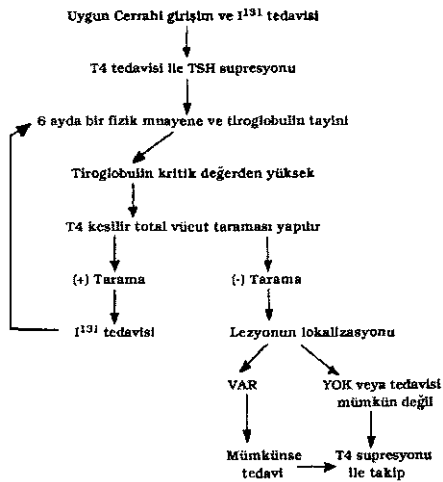 Uygun Cerrahi girişim ve I¹³¹ tedavisi
T4 tedavisi ile TSH supresyonu
6 ayda bir fizik muayene ve tiroglobulin tayini
Tiroglobulin kritik değerden yüksek
T4 kesilir total vücut taraması yapılır
(+) Tarama
(-) Tarama
I¹³¹ tedavisi
Lezyonun lokalizasyonu
VAR
YOK veya tedavisi
mümkün değil
Mümkünse
tedavi
T4 supresyonu
ile takip